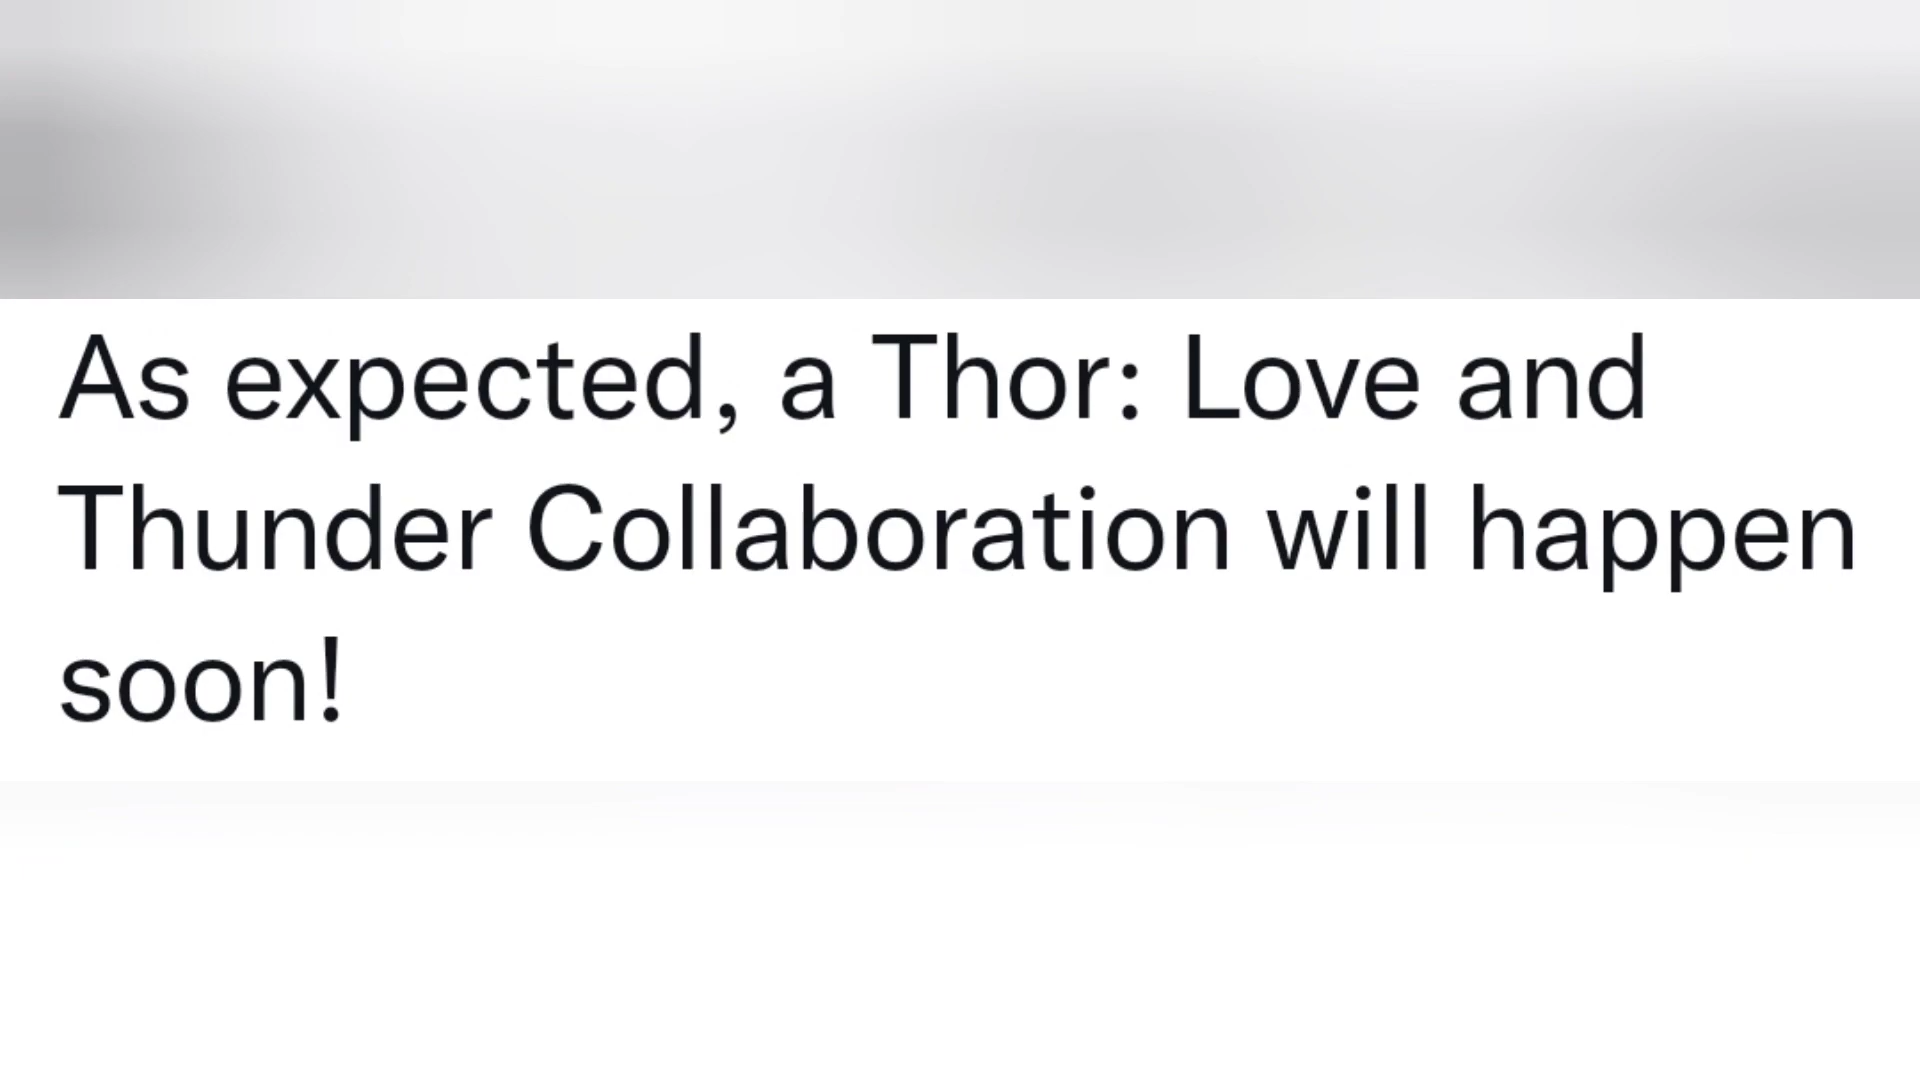 As expected, a Thor: Love and
Thunder Collaboration will happen
soon!